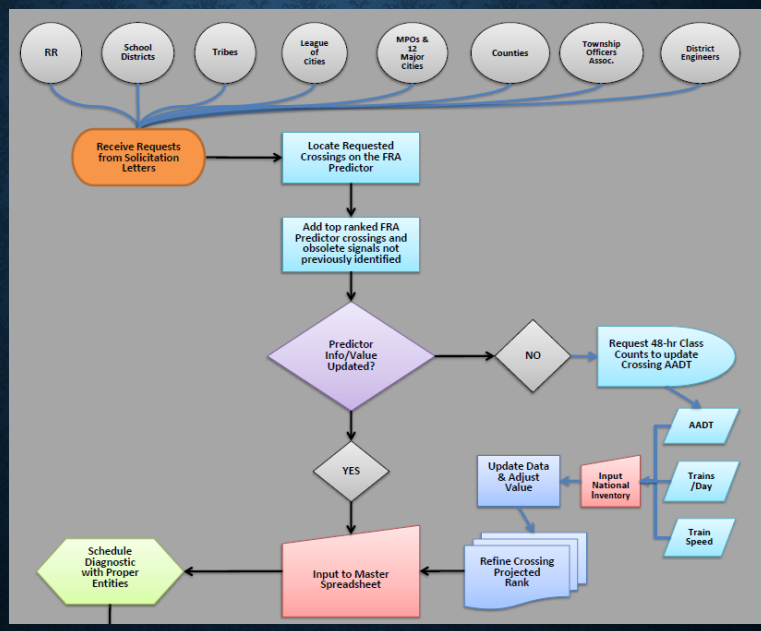 RR
School
Districts
Tribes
League
of
Cities
MPOs &
12
Major
Cities
Counties
Township
Officers
Assoc.
District
Engineers
Receive Requests
from Solicitation
Letters
Locate Requested
Crossings on the FRA
Predictor
Add top ranked FRA
Predictor crossings and
obsolete signals not
previously identified
Predictor
Info/Value
Updated?
NO
Request 48-hr Class
Counts to update
Crossing AADT
AADT
Trains
/Day
Train
Speed
Input
National
Inventory
Update Data
& Adjust
Value
Refine Crossing
Projected
Rank
YES
Input to Master
Spreadsheet
Schedule
Diagnostic
with Proper
Entities